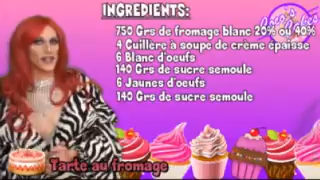 INGREDIENTS:
750 Grs de fromage blanc 20% ou 40%
4 Cuillère à soupe de crème épaisse
6 Blanc d'oeufs
140 Grs de sucre semoule
6 Jaunes d'oeufs
140 Grs de sucre semoule
Tarte au fromage